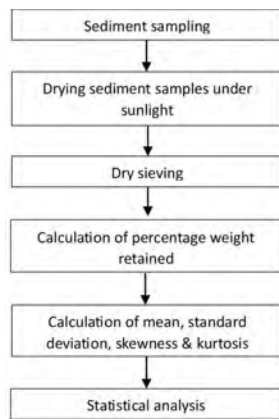 Sediment sampling
Drying sediment samples under
sunlight
Dry sieving
Calculation of percentage weight
retained
Calculation of mean, standard
deviation, skewness & kurtosis
Statistical analysis